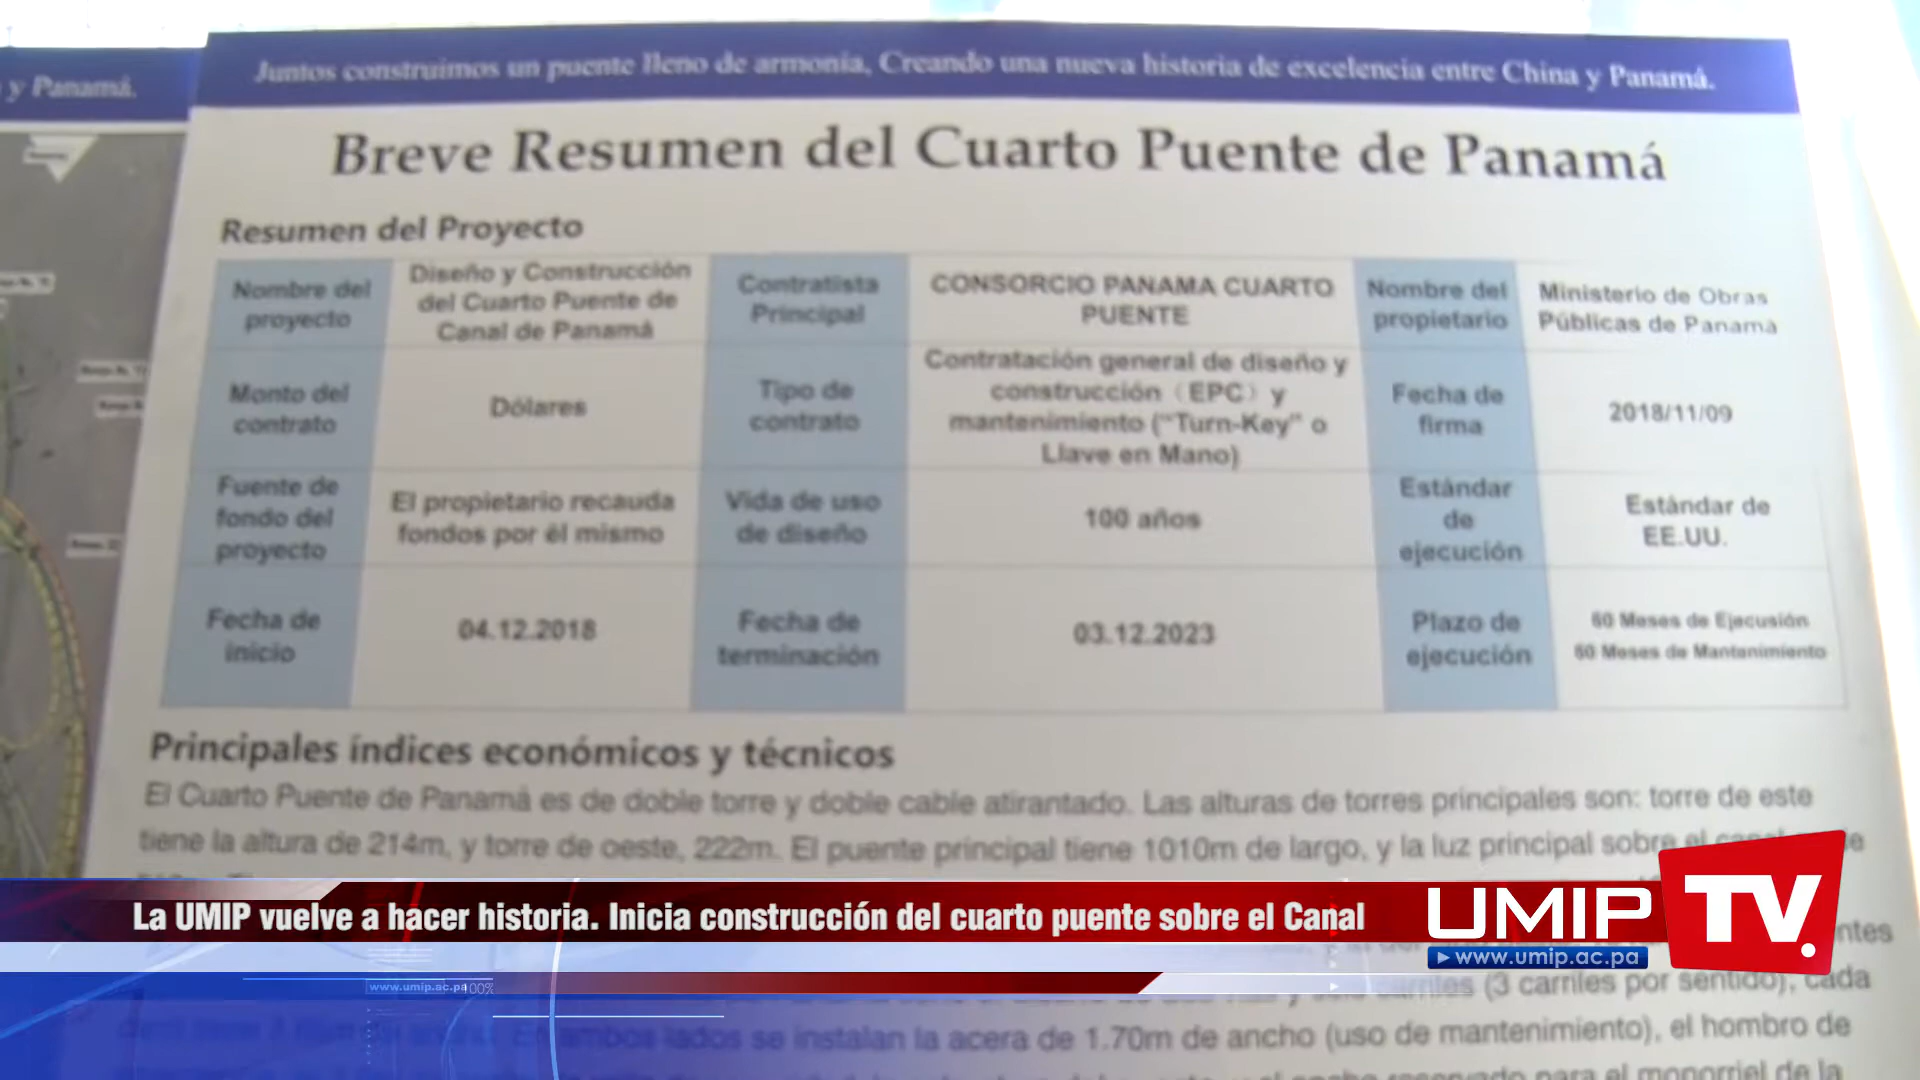 y Panamá.
Juntos construimos un puente lleno de armonía, Creando una nueva historia de excelencia entre China y Panamá.
Breve Resumen del Cuarto Puente de Panamá
Resumen del Proyecto
Nombre del
proyecto
Diseño y Construcción
del Cuarto Puente de
Canal de Panamá
Contratista
Principal
CONSORCIO PANAMA CUARTO
PUENTE
Nombre del
propietario
Ministerio de Obras
Públicas de Panamá
Monto del
contrato
Dólares
Tipo de
contrato
Contratación general de diseño y
construcción (EPC) y
mantenimiento ("Turn-Key" o
Llave en Mano)
Fecha de
firma
2018/11/09
Fuente de
fondo del
proyecto
El propietario recauda
fondos por él mismo
Vida de uso
de diseño
100 años
Estándar
de
ejecución
Estándar de
EE.UU.
Fecha de
inicio
04.12.2018
Fecha de
terminación
03.12.2023
Plazo de
ejecución
60 Meses de Ejecusión
60 Meses de Mantenimiento
Principales índices económicos y técnicos
El Cuarto Puente de Panamá es de doble torre y doble cable atirantado. Las alturas de torres principales son: torre de este
tiene la altura de 214m, y torre de oeste, 222m. El puente principal tiene 1010m de largo, y la luz principal sobre el
La UMIP vuelve a hacer historia. Inicia construcción del cuarto puente sobre el Canal
UMIP TV.
www.umip.ac.pa
www.umip.ac.pa
100%
carriles (3 carriles por sentido), cada
En ambos lados se instalan la acera de 1.70m de ancho (uso de mantenimiento), el hombro de
reservado para el monorriel de la